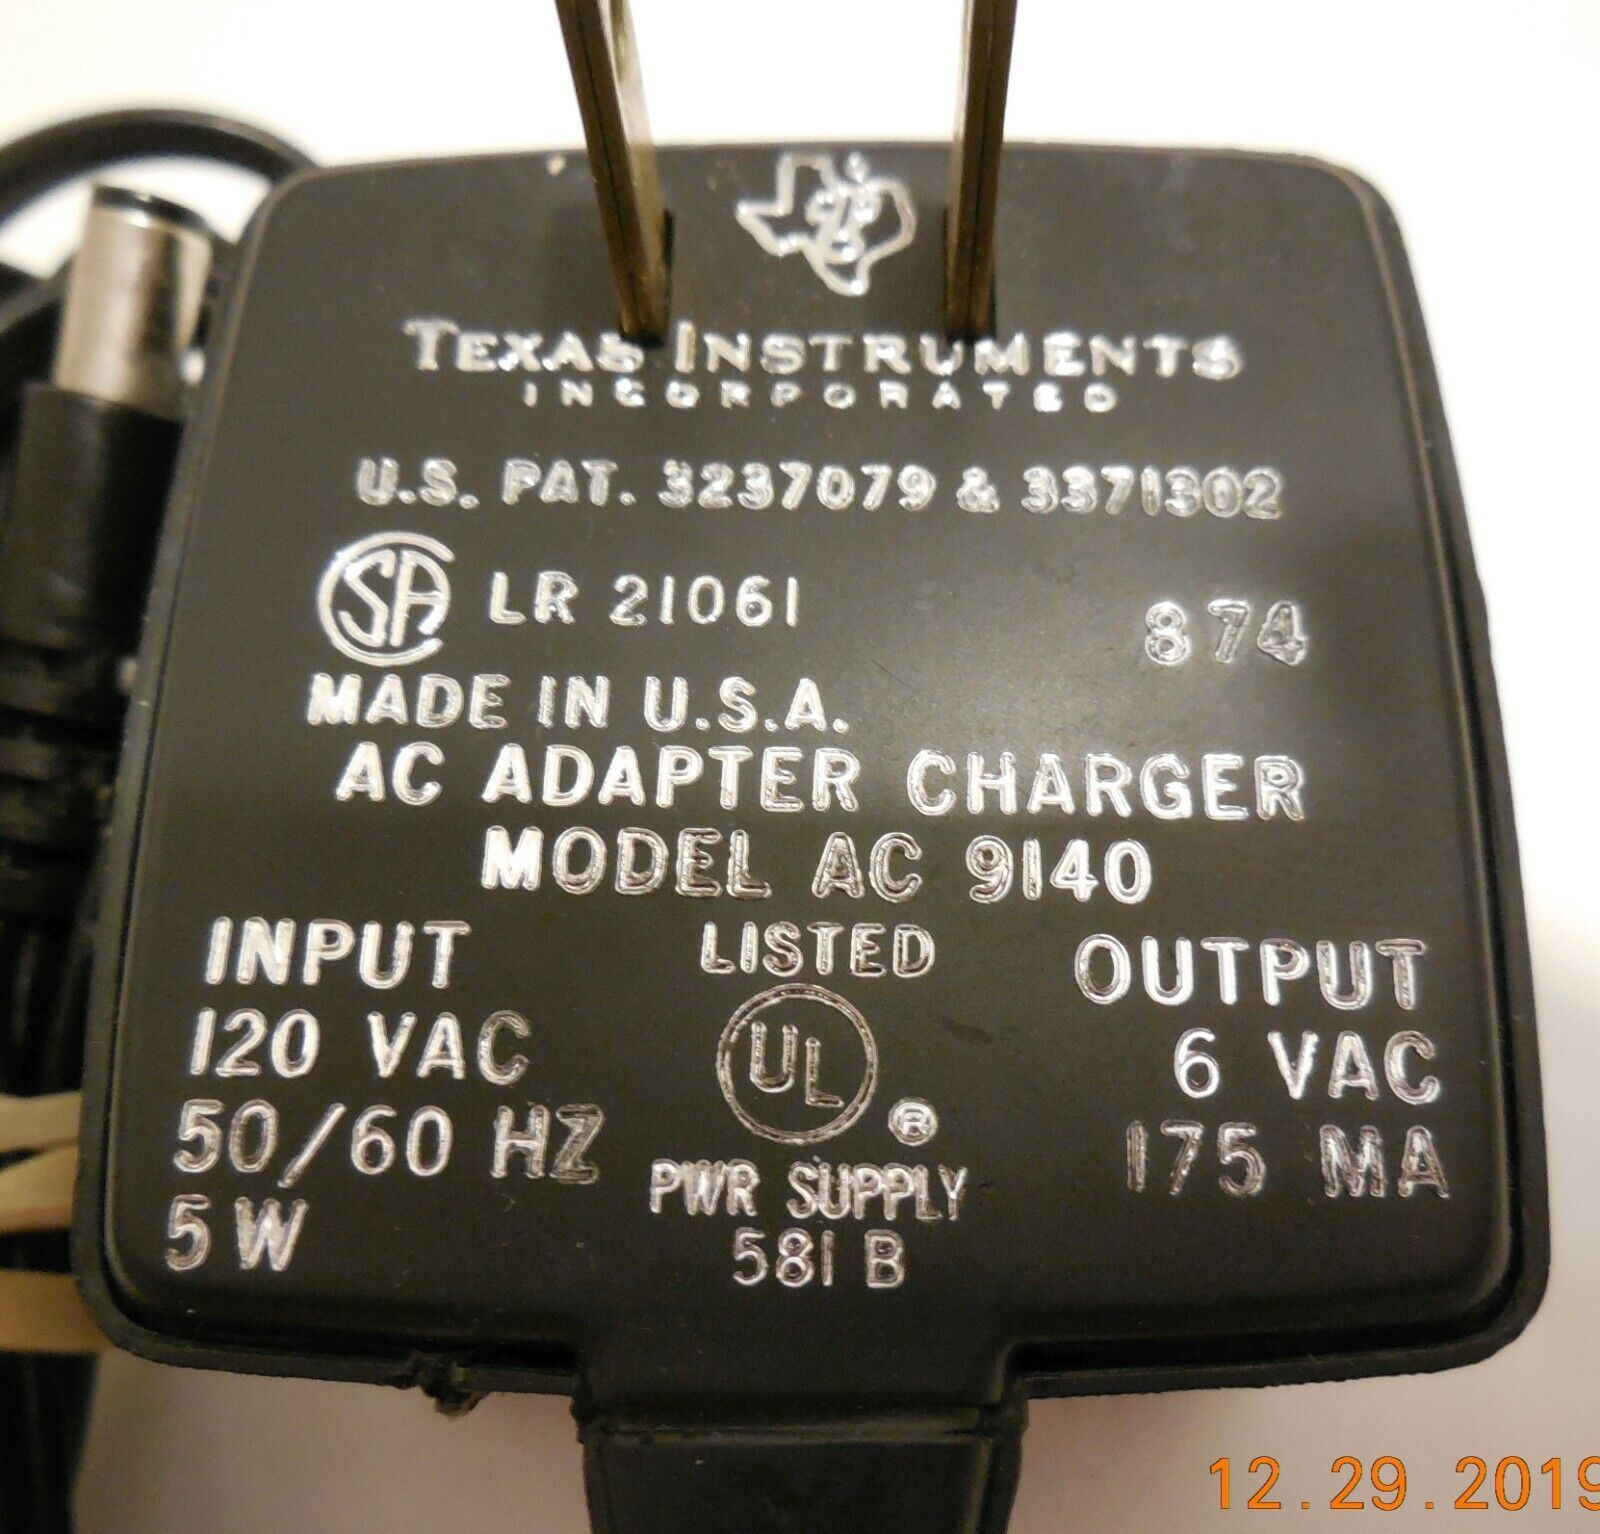 TEXAS INSTRUMENTS
INCORPORATED
U.S. PAT. 3237079 & 3371302
SA LR 21061
874
MADE IN U.S.A.
AC ADAPTER CHARGER
MODEL AC 9140
INPUT
120 VAC
50/60 HZ
5 W
LISTED
UL ®
PWR SUPPLY
581 B
OUTPUT
6 VAC
175 MA
12.29.2019